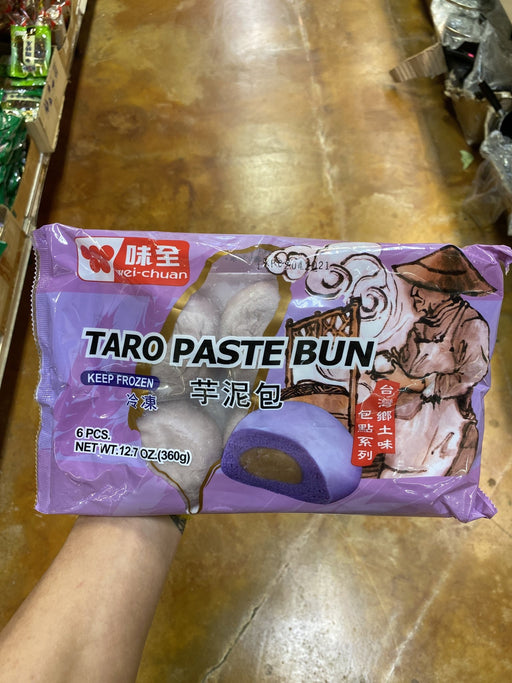 味全
wei-chuan
TARO PASTE BUN
KEEP FROZEN
冷凍
芋泥包
台灣鄉土味
包點系列
6 PCS.
NET WT.12.7 OZ.(360g)